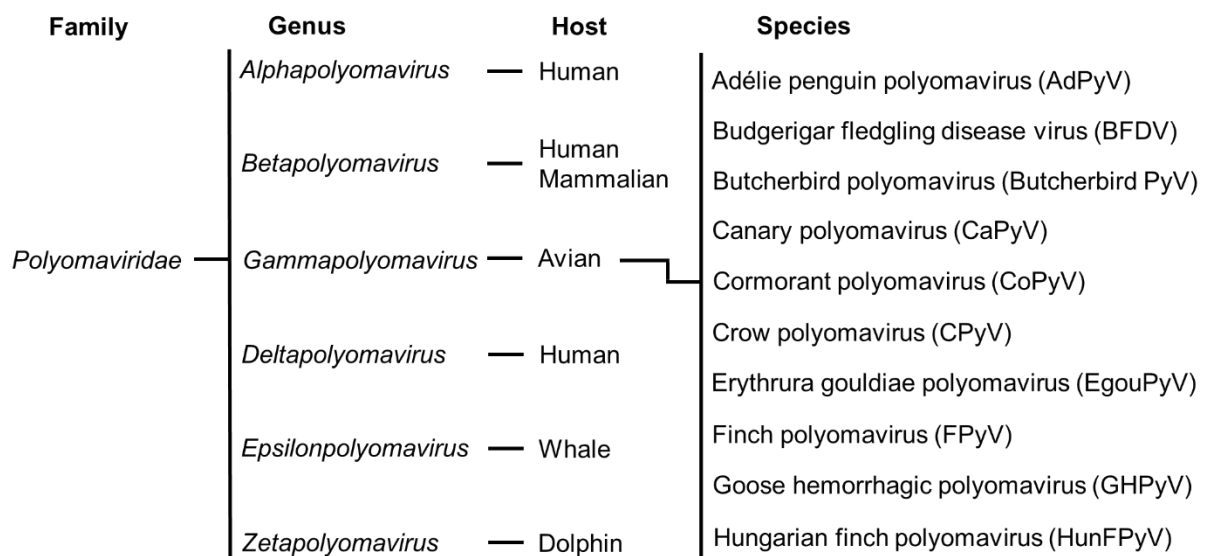 Family Genus Host Species
Alphapolyomavirus Human
Adélie penguin polyomavirus (AdPyV)
Budgerigar fledgling disease virus (BFDV)
Betapolyomavirus Human
Mammalian
Butcherbird polyomavirus (Butcherbird PyV)
Canary polyomavirus (CaPyV)
Polyomaviridae Gammapolyomavirus Avian
Cormorant polyomavirus (CoPyV)
Crow polyomavirus (CPyV)
Deltapolyomavirus Human
Erythrura gouldiae polyomavirus (EgouPyV)
Finch polyomavirus (FPyV)
Epsilonpolyomavirus Whale
Goose hemorrhagic polyomavirus (GHPyV)
Zetapolyomavirus Dolphin
Hungarian finch polyomavirus (HunFPyV)